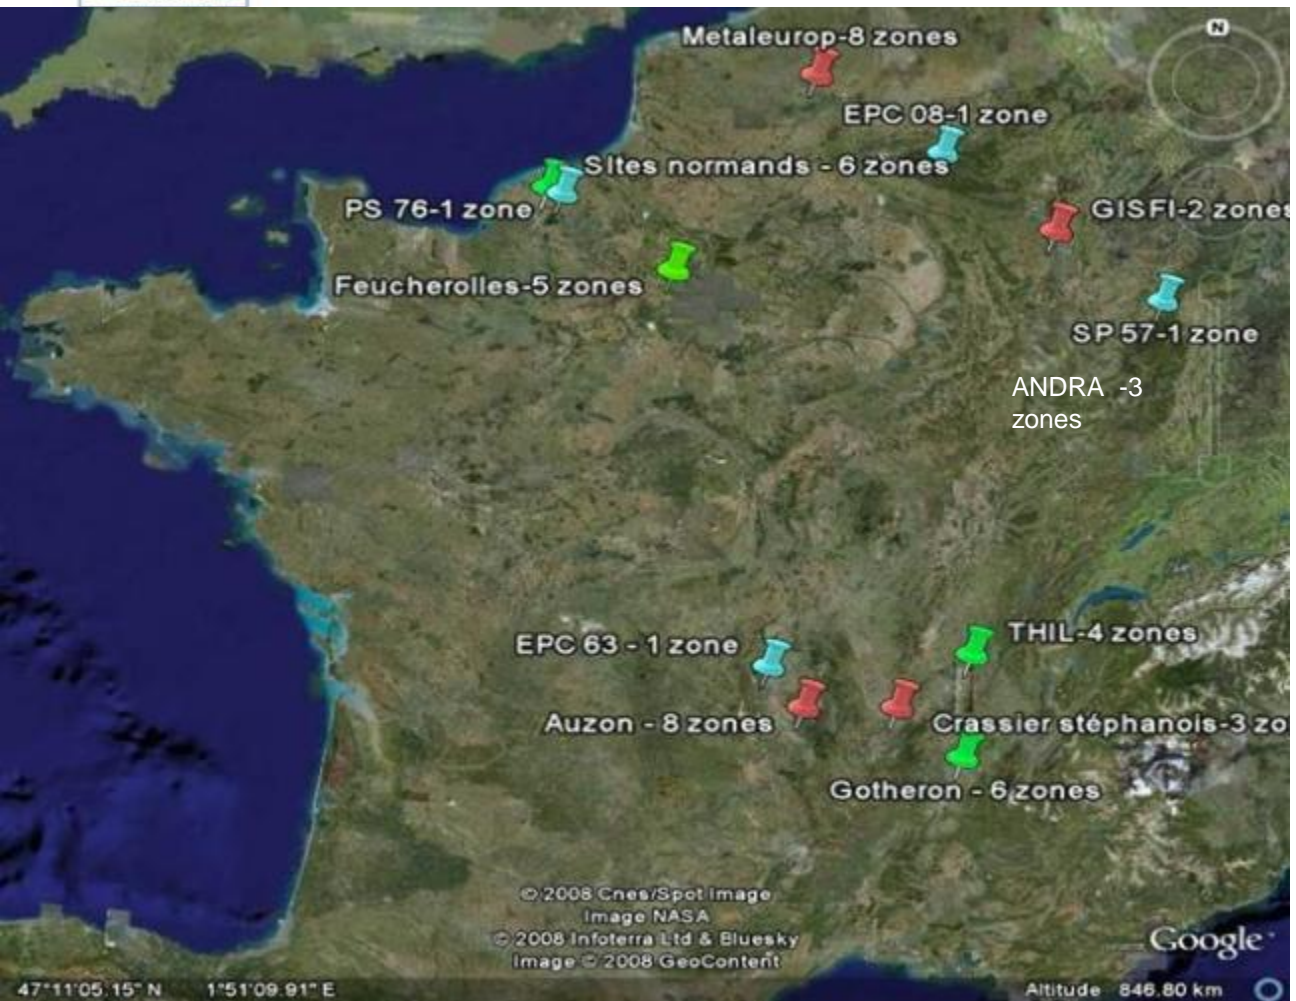 N
Metaleurop-8 zones
EPC 08-1 zone
SItes normands - 6 zones
PS 76-1 zone
GISFI-2 zones
Feucherolles-5 zones
SP 57-1 zone
ANDRA -3
zones
EPC 63 - 1 zone
THIL-4 zones
Auzon - 8 zones
Crassier stéphanois-3 zo
Gotheron - 6 zones
© 2008 Cnes/Spot Image
Image NASA
© 2008 Infoterra Ltd & Bluesky
Image © 2008 GeoContent
Google
47°11'05.15" N 1°51'09.91" E
Altitude 846.80 km